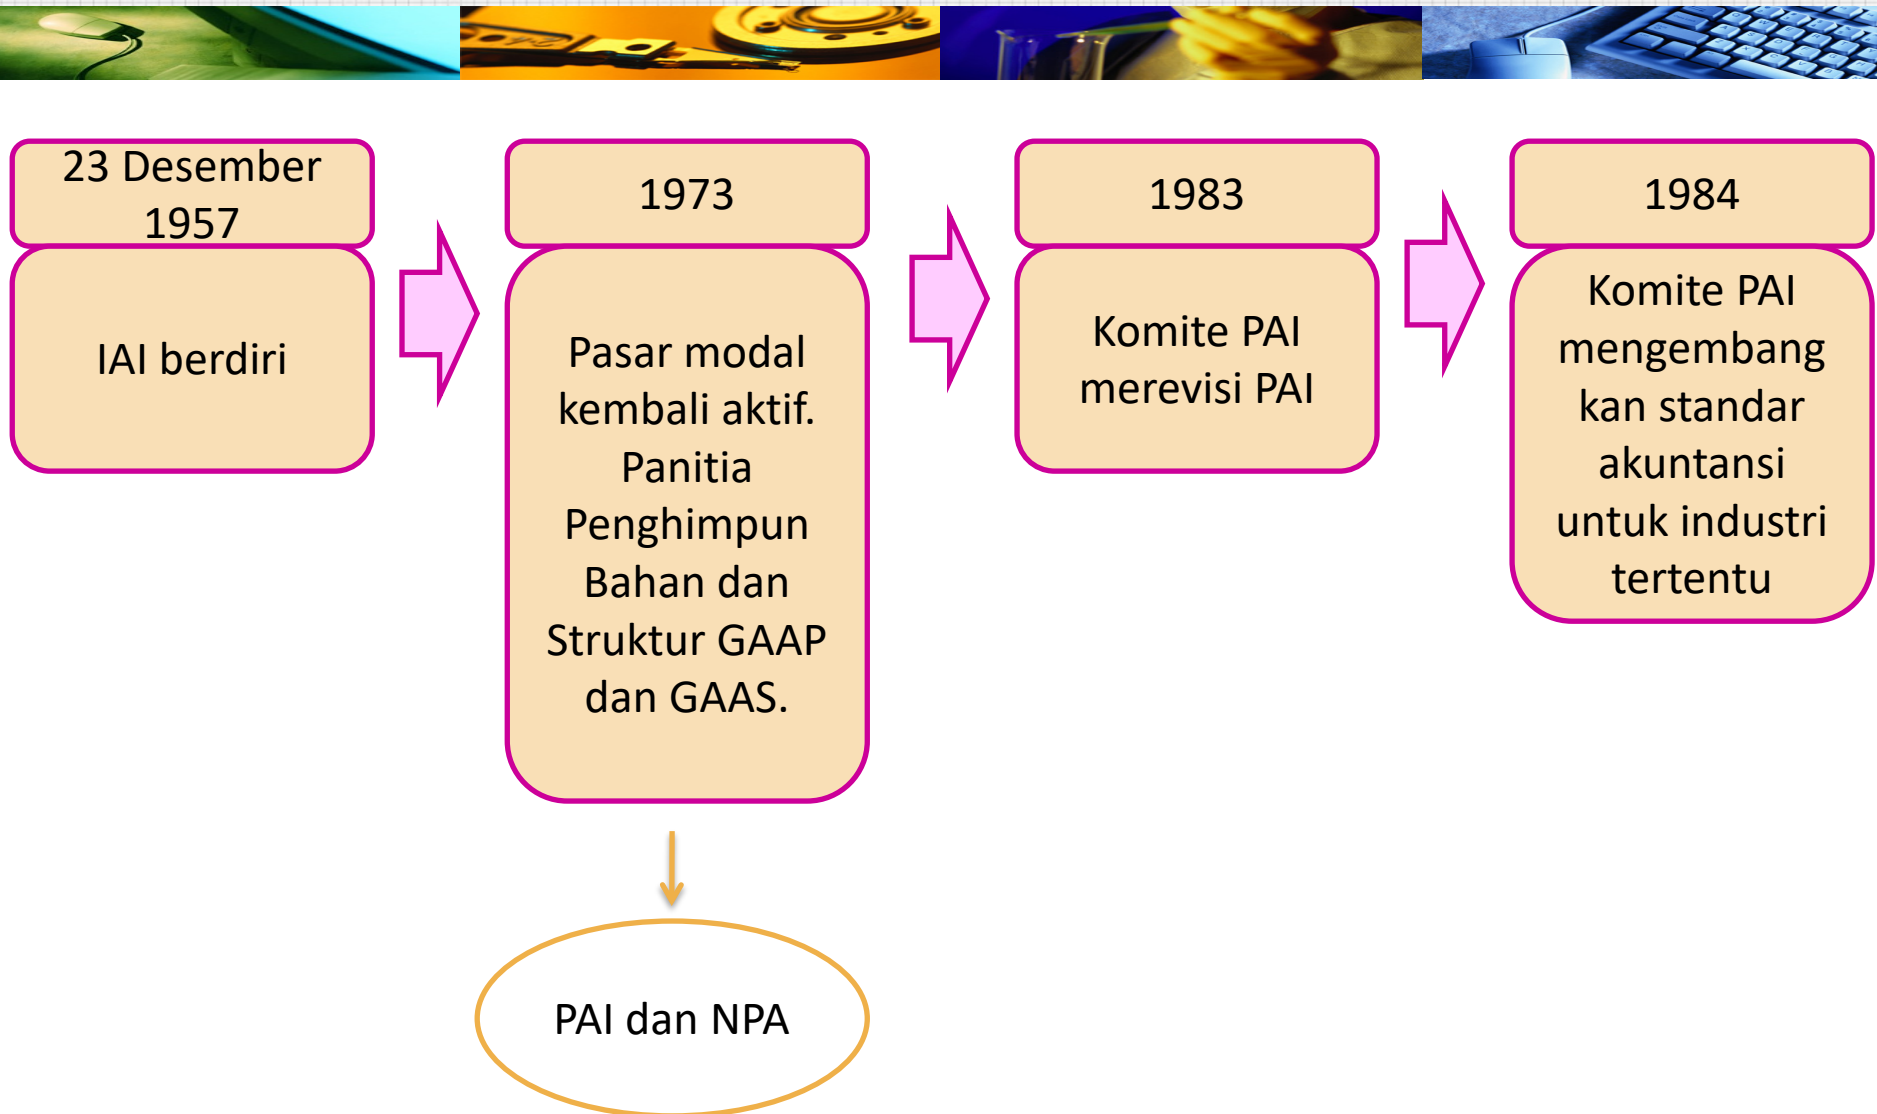 23 Desember
1957
IAI berdiri
1973
Pasar modal
kembali aktif.
Panitia
Penghimpun
Bahan dan
Struktur GAAP
dan GAAS.
PAI dan NPA
1983
Komite PAI
merevisi PAI
1984
Komite PAI
mengembang
kan standar
akuntansi
untuk industri
tertentu